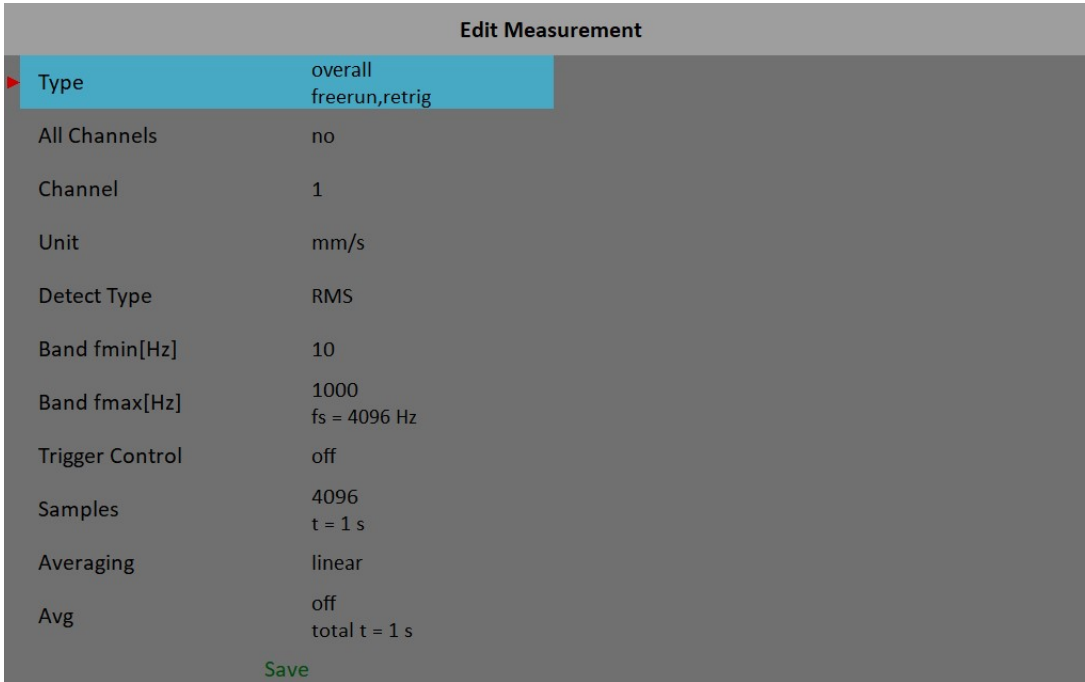 Edit Measurement
Type
overall
freerun,retrig
All Channels no
Channel 1
Unit mm/s
Detect Type RMS
Band fmin[Hz] 10
Band fmax[Hz]
1000
fs = 4096 Hz
Trigger Control off
Samples
4096
t = 1 s
Averaging linear
Avg
off
total t = 1 s
Save